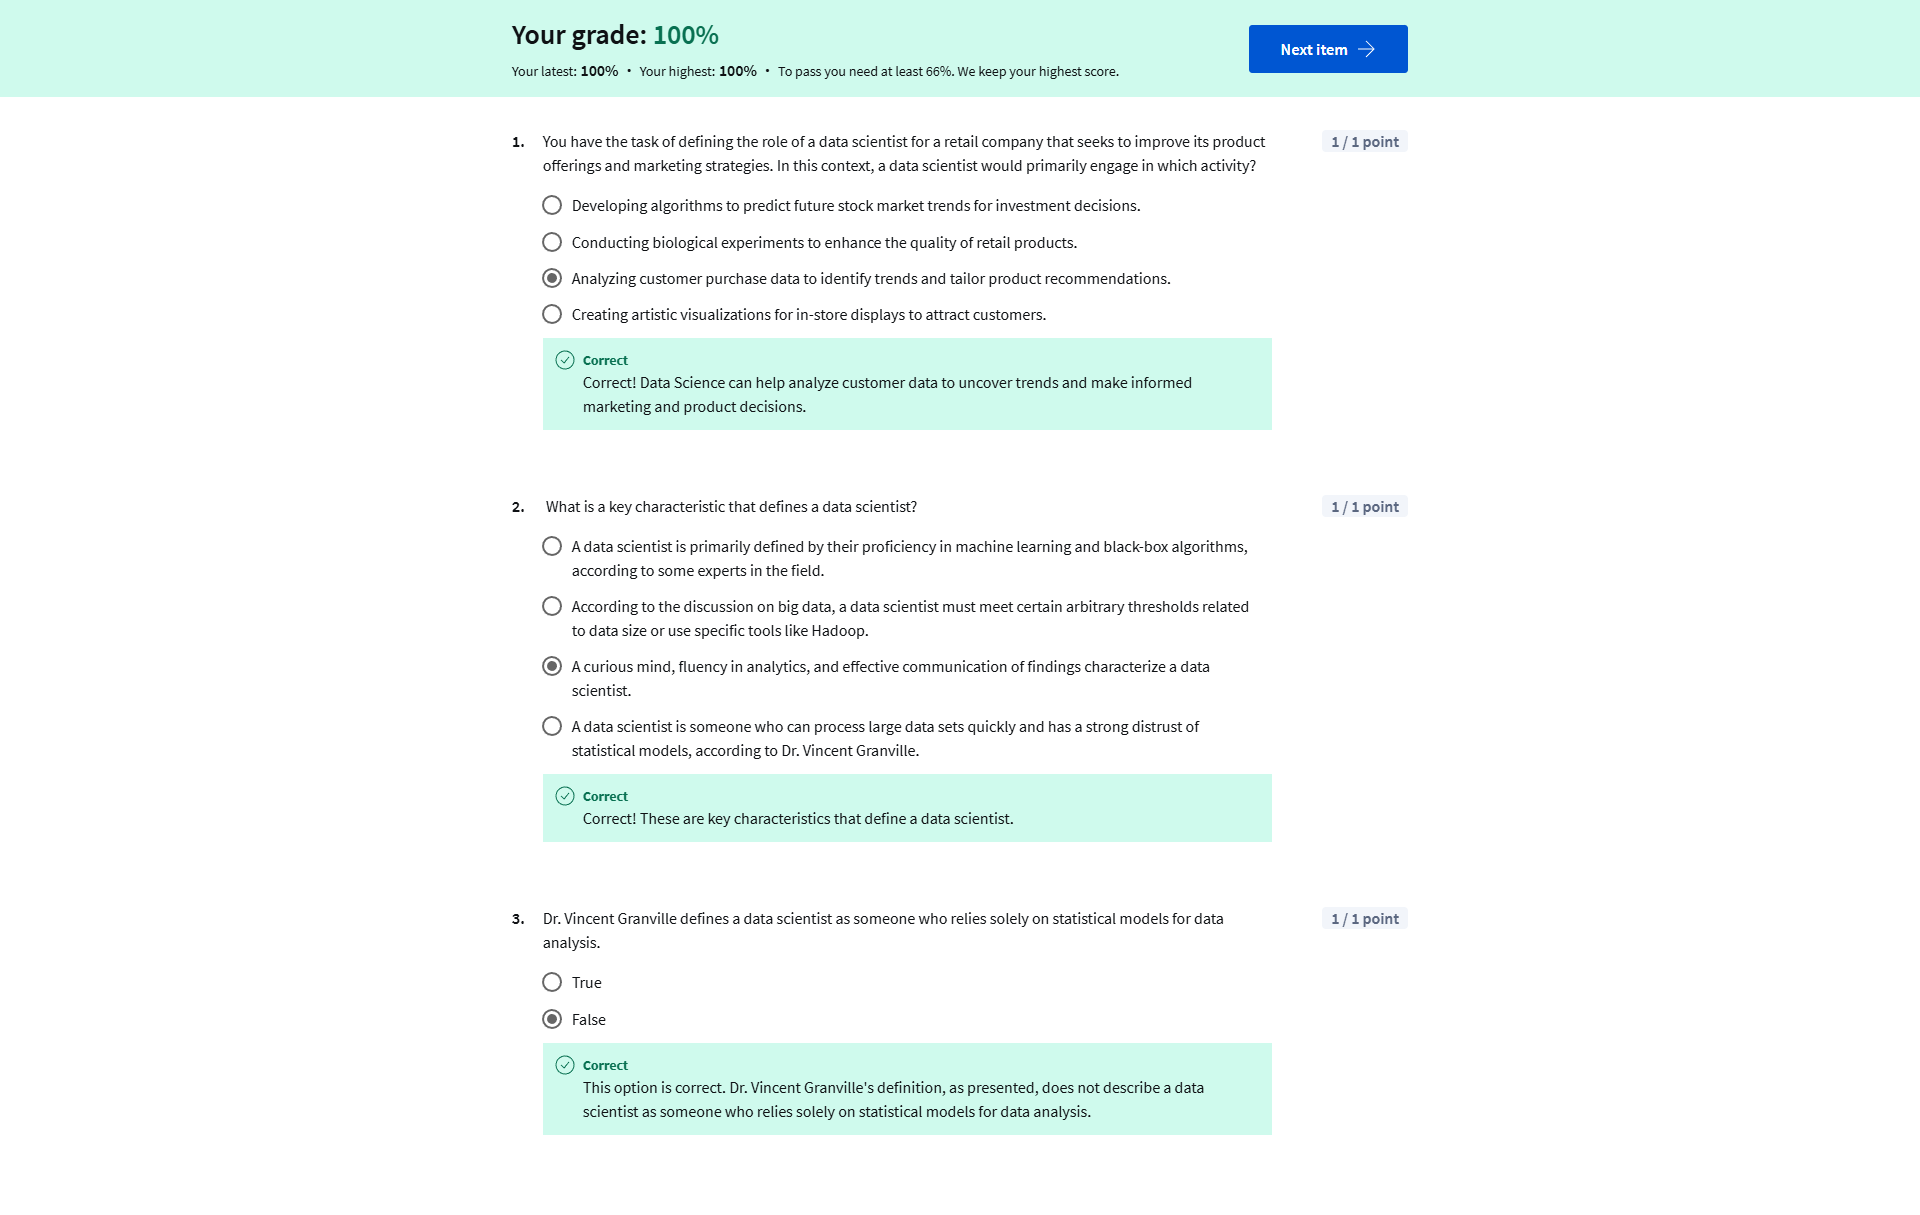 Your grade: 100%
Your latest: 100% • Your highest: 100% • To pass you need at least 66%. We keep your highest score.
Next item
1. You have the task of defining the role of a data scientist for a retail company that seeks to improve its product
offerings and marketing strategies. In this context, a data scientist would primarily engage in which activity?
1 / 1 point
Developing algorithms to predict future stock market trends for investment decisions.
Conducting biological experiments to enhance the quality of retail products.
Analyzing customer purchase data to identify trends and tailor product recommendations.
Creating artistic visualizations for in-store displays to attract customers.
Correct
Correct! Data Science can help analyze customer data to uncover trends and make informed
marketing and product decisions.
2. What is a key characteristic that defines a data scientist?
1 / 1 point
A data scientist is primarily defined by their proficiency in machine learning and black-box algorithms,
according to some experts in the field.
According to the discussion on big data, a data scientist must meet certain arbitrary thresholds related
to data size or use specific tools like Hadoop.
A curious mind, fluency in analytics, and effective communication of findings characterize a data
scientist.
A data scientist is someone who can process large data sets quickly and has a strong distrust of
statistical models, according to Dr. Vincent Granville.
Correct
Correct! These are key characteristics that define a data scientist.
3. Dr. Vincent Granville defines a data scientist as someone who relies solely on statistical models for data
analysis.
1 / 1 point
True
False
Correct
This option is correct. Dr. Vincent Granville's definition, as presented, does not describe a data
scientist as someone who relies solely on statistical models for data analysis.